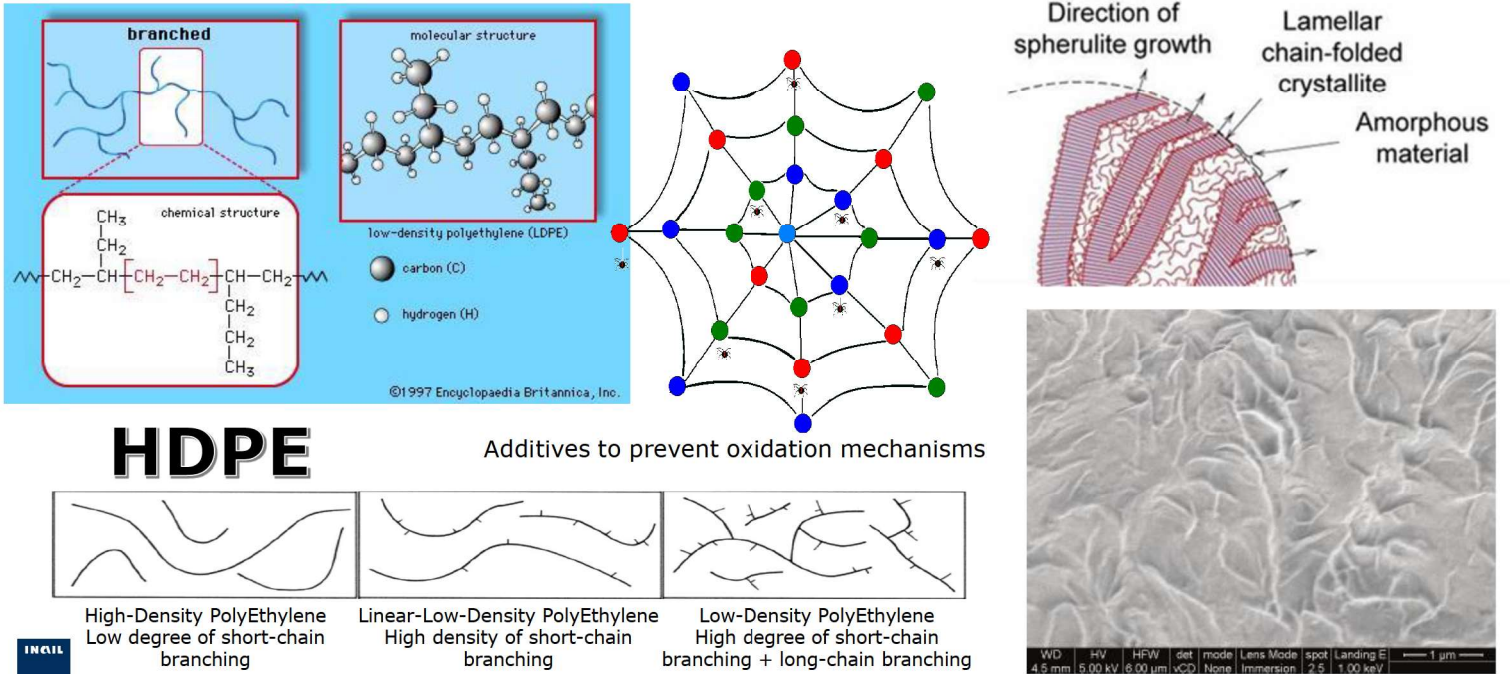 branched
molecular structure
chemical structure
CH₃
CH₂
CH₂—CH[CH₂—CH₂]CH—CH₂
CH₂
CH₂
CH₃
low-density polyethylene (LDPE)
carbon (C)
hydrogen (H)
©1997 Encyclopaedia Britannica, Inc.
Direction of
spherulite growth
Lamellar
chain-folded
crystallite
Amorphous
material
HDPE
Additives to prevent oxidation mechanisms
High-Density PolyEthylene
Low degree of short-chain
branching
Linear-Low-Density PolyEthylene
High density of short-chain
branching
Low-Density PolyEthylene
High degree of short-chain
branching + long-chain branching
INAIL
WD HV HFW det mode Lens Mode spot Landing E
4.5 mm 5.00 kV 6.00 µm vCD None Immersion 2.5 1.00 keV
1 µm